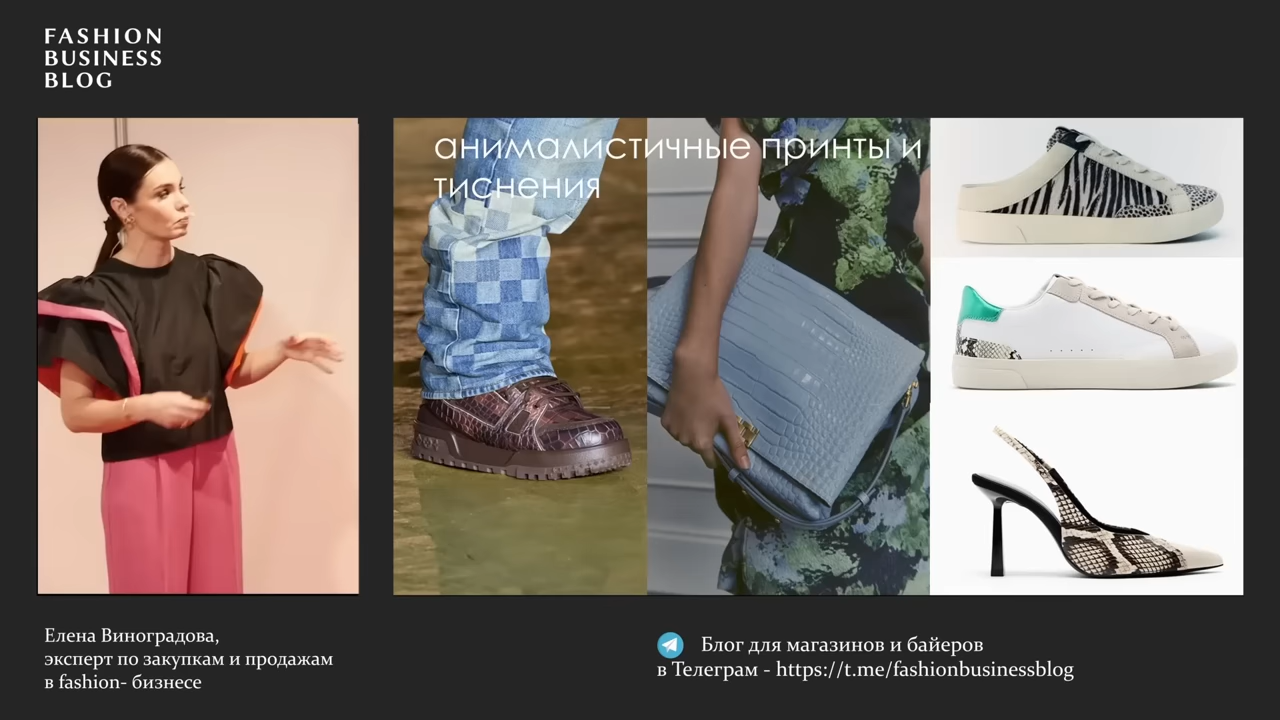 FASHION
BUSINESS
BLOG
анималистичные принты и
тиснения
Елена Виноградова,
эксперт по закупкам и продажам
в fashion- бизнесе
Блог для магазинов и байеров
в Телеграм - https://t.me/fashionbusinessblog